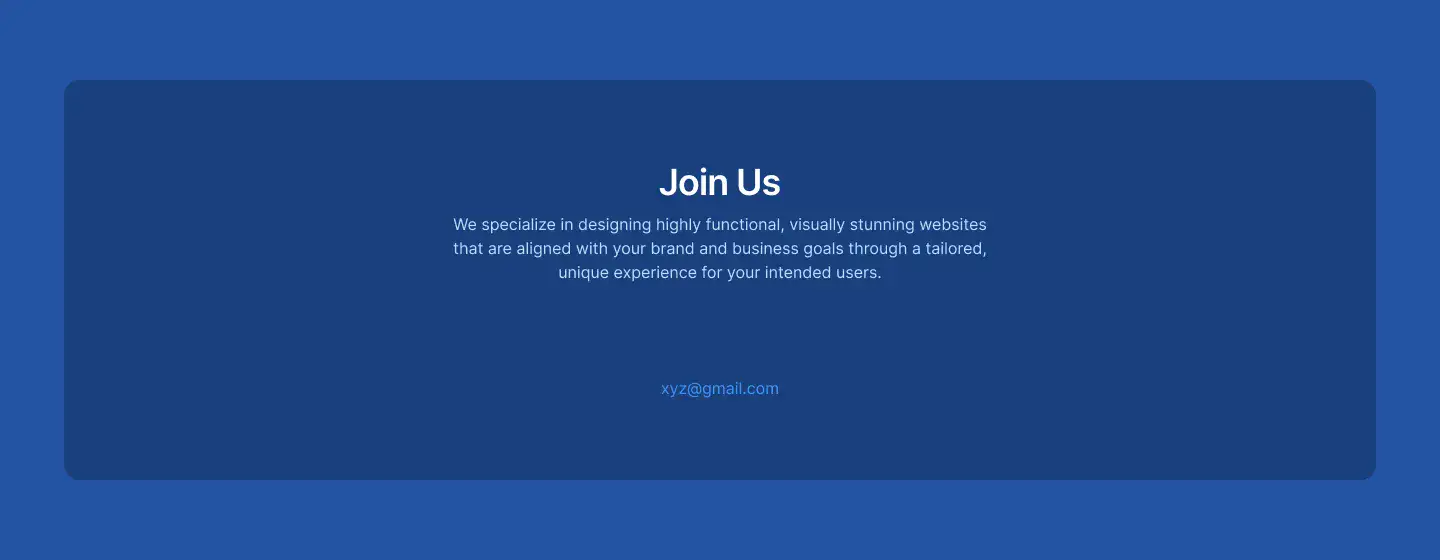 Join Us
We specialize in designing highly functional, visually stunning websites
that are aligned with your brand and business goals through a tailored,
unique experience for your intended users.
xyz@gmail.com